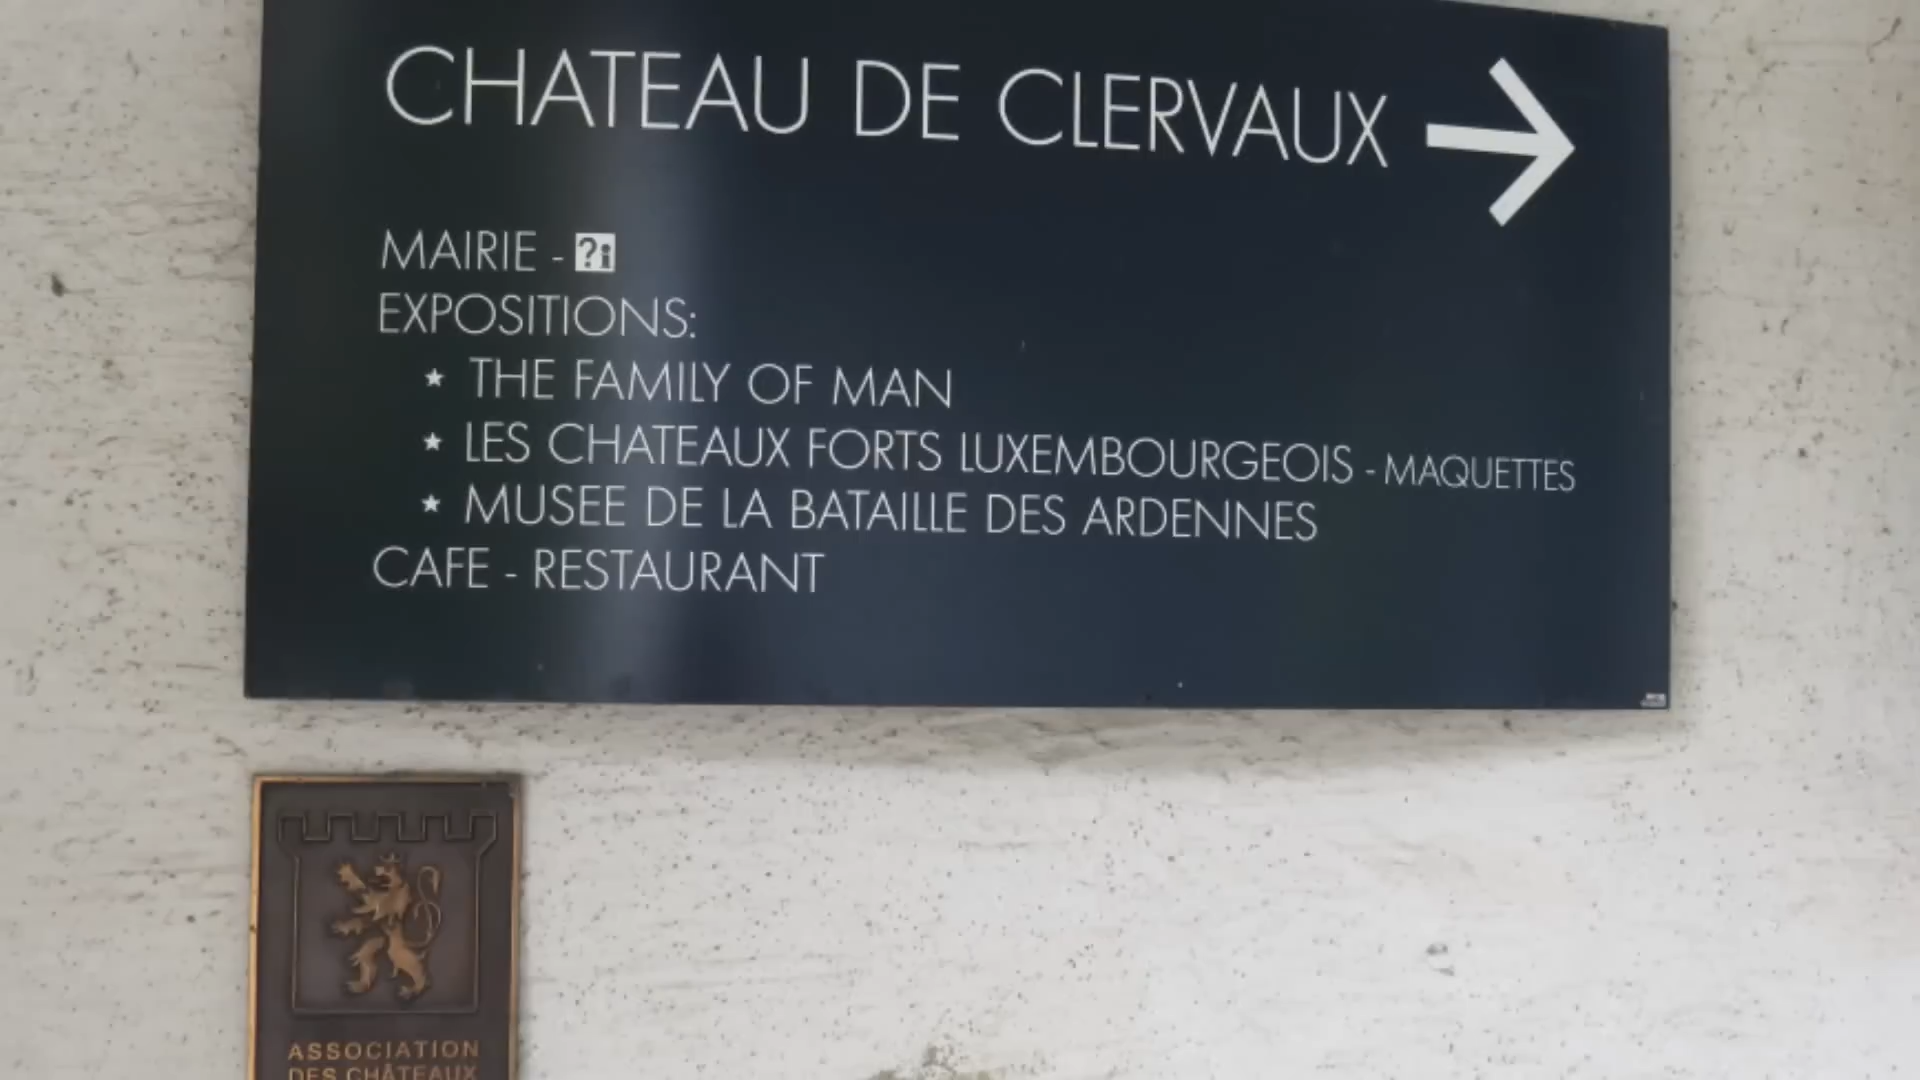 CHATEAU DE CLERVAUX
MAIRIE - ?i
EXPOSITIONS:
★ THE FAMILY OF MAN
★ LES CHATEAUX FORTS LUXEMBOURGEOIS - MAQUETTES
★ MUSEE DE LA BATAILLE DES ARDENNES
CAFE - RESTAURANT
ASSOCIATION
DES CHÂTEAUX